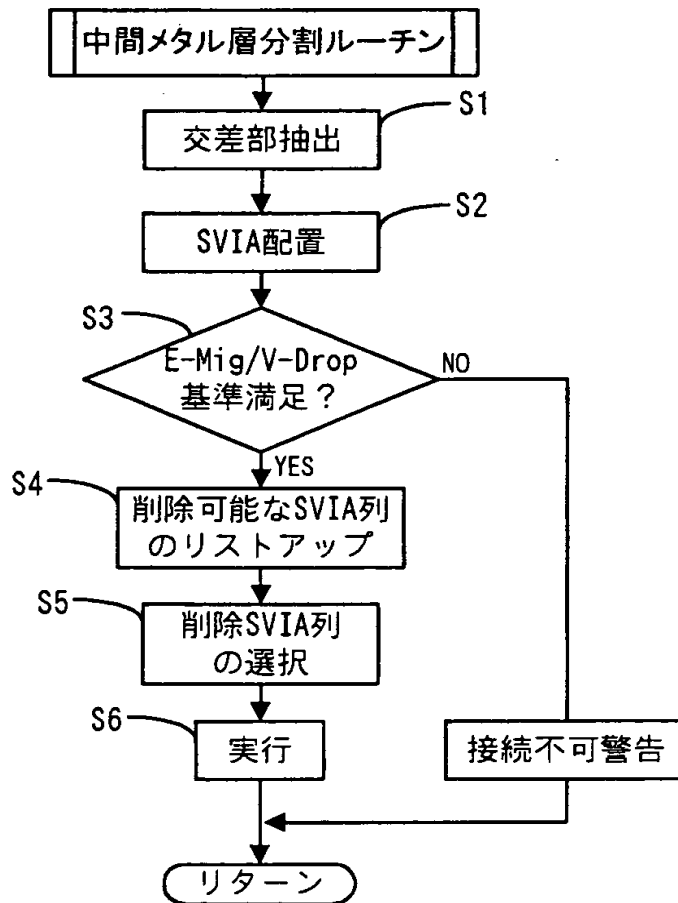 中間メタル層分割ルーチン
S1
交差部抽出
S2
SVIA配置
S3
E-Mig/V-Drop
基準満足？
NO
YES
S4
削除可能なSVIA列
のリストアップ
S5
削除SVIA列
の選択
S6
実行
接続不可警告
リターン